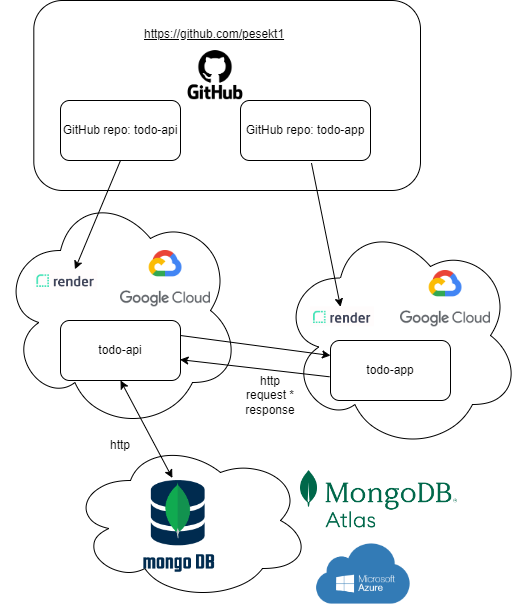 https://github.com/pesekt1
GitHub
GitHub repo: todo-api
GitHub repo: todo-app
render
Google Cloud
render
Google Cloud
todo-api
todo-app
http
request *
response
http
mongo DB
MongoDB®
Atlas
Microsoft
Azure